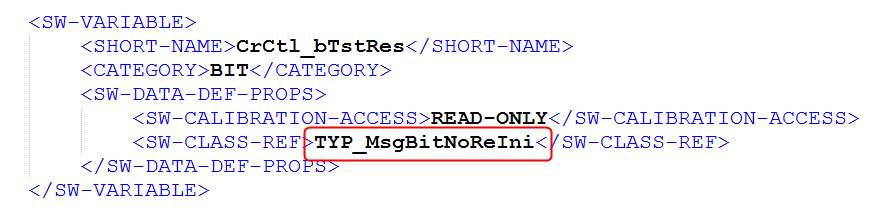 <SW-VARIABLE>
<SHORT-NAME>CrCtl_bTstRes</SHORT-NAME>
<CATEGORY>BIT</CATEGORY>
<SW-DATA-DEF-PROPS>
<SW-CALIBRATION-ACCESS>READ-ONLY</SW-CALIBRATION-ACCESS>
<SW-CLASS-REF>TYP_MsgBitNoReIni</SW-CLASS-REF>
</SW-DATA-DEF-PROPS>
</SW-VARIABLE>